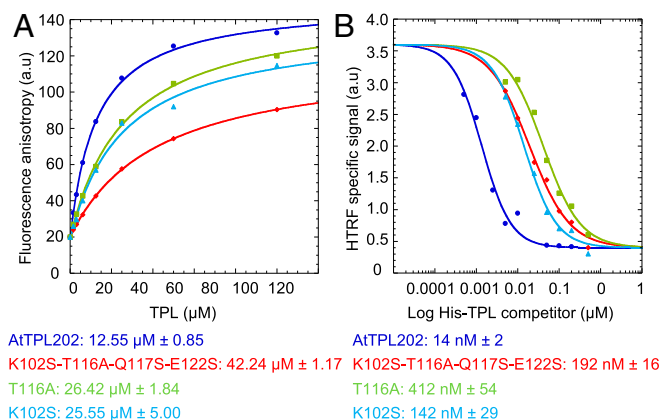 A
B
Fluorescence anisotropy (a.u)
140
120
100
80
60
40
20
0
0
20
40
60
80
100
120
TPL (µM)
HTRF specific signal (a.u)
4.0
3.5
3.0
2.5
2.0
1.5
1.0
0.5
0
0.0001
0.001
0.01
0.10
0
1
Log His-TPL competitor (µM)
AtTPL202: 12.55 µM ± 0.85
K102S-T116A-Q117S-E122S: 42.24 µM ± 1.17
T116A: 26.42 µM ± 1.84
K102S: 25.55 µM ± 5.00
AtTPL202: 14 nM ± 2
K102S-T116A-Q117S-E122S: 192 nM ± 16
T116A: 412 nM ± 54
K102S: 142 nM ± 29